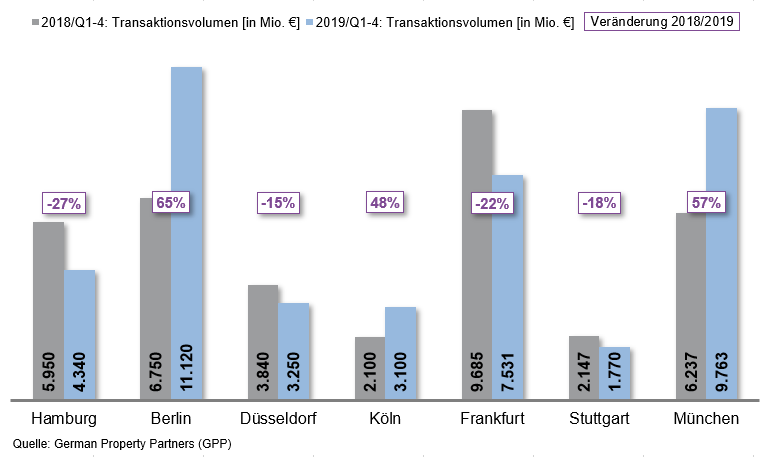 2018/Q1-4: Transaktionsvolumen [in Mio. €] 2019/Q1-4: Transaktionsvolumen [in Mio. €] Veränderung 2018/2019
-27% 65% -15% 48% -22% -18% 57%
5.950 4.340 6.750 11.120 3.840 3.250 2.100 3.100 9.685 7.531 2.147 1.770 6.237 9.763
Hamburg Berlin Düsseldorf Köln Frankfurt Stuttgart München
Quelle: German Property Partners (GPP)